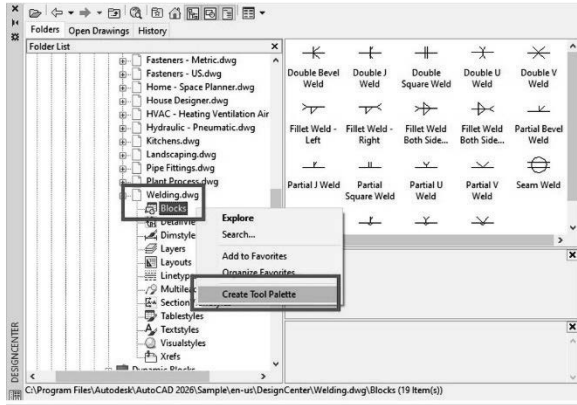 Folders Open Drawings History
Folder List
Fasteners - Metric.dwg
Fasteners - US.dwg
Home - Space Planner.dwg
House Designer.dwg
HVAC - Heating Ventilation Air
Hydraulic - Pneumatic.dwg
Kitchens.dwg
Landscaping.dwg
Pipe Fittings.dwg
Plant Process.dwg
Welding.dwg
Blocks
DetailVie
Dimstyle
Layers
Layouts
Linetyp
Multilea
Section
Tablestyles
Textstyles
Visualstyles
Xrefs
Dynamic Blocks
Explore
Search...
Add to Favorites
Organize Favorites
Create Tool Palette
Double Bevel Weld
Double J Weld
Double Square Weld
Double U Weld
Double V Weld
Fillet Weld - Left
Fillet Weld - Right
Fillet Weld Both Side...
Fillet Weld Both Side...
Partial Bevel Weld
Partial J Weld
Partial Square Weld
Partial U Weld
Partial V Weld
Seam Weld
DESIGNCENTER
C:\Program Files\Autodesk\AutoCAD 2026\Sample\en-us\DesignCenter\Welding.dwg\Blocks (19 Item(s))